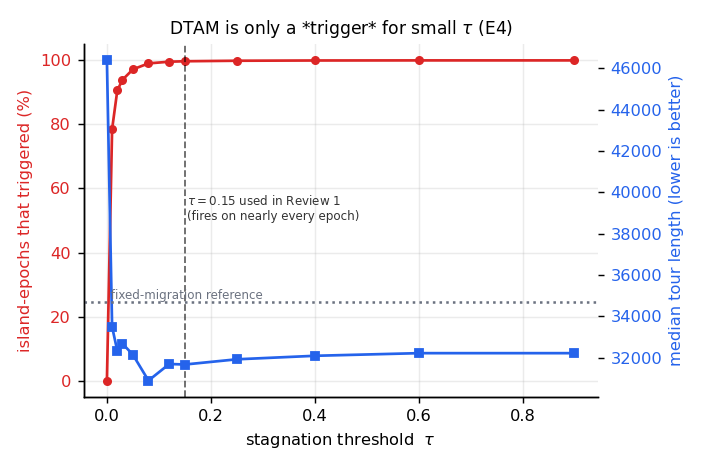 DTAM is only a *trigger* for small τ (E4)
island-epochs that triggered (%)
100
80
60
40
20
0
46000
44000
42000
40000
38000
36000
34000
32000
median tour length (lower is better)
τ = 0.15 used in Review 1
(fires on nearly every epoch)
fixed-migration reference
0.0
0.2
0.4
0.6
0.8
stagnation threshold τ